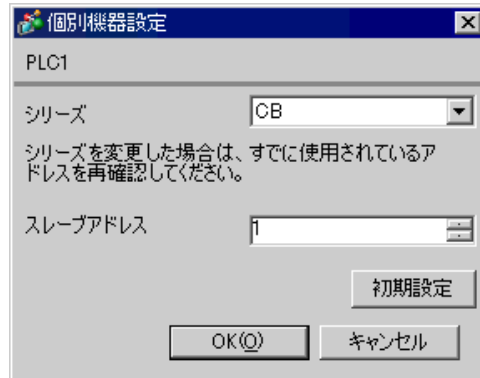 個別機器設定
PLC1
シリーズ
CB
シリーズを変更した場合は、すでに使用されているア
ドレスを再確認してください。
スレーブアドレス
1
初期設定
OK(O)
キャンセル